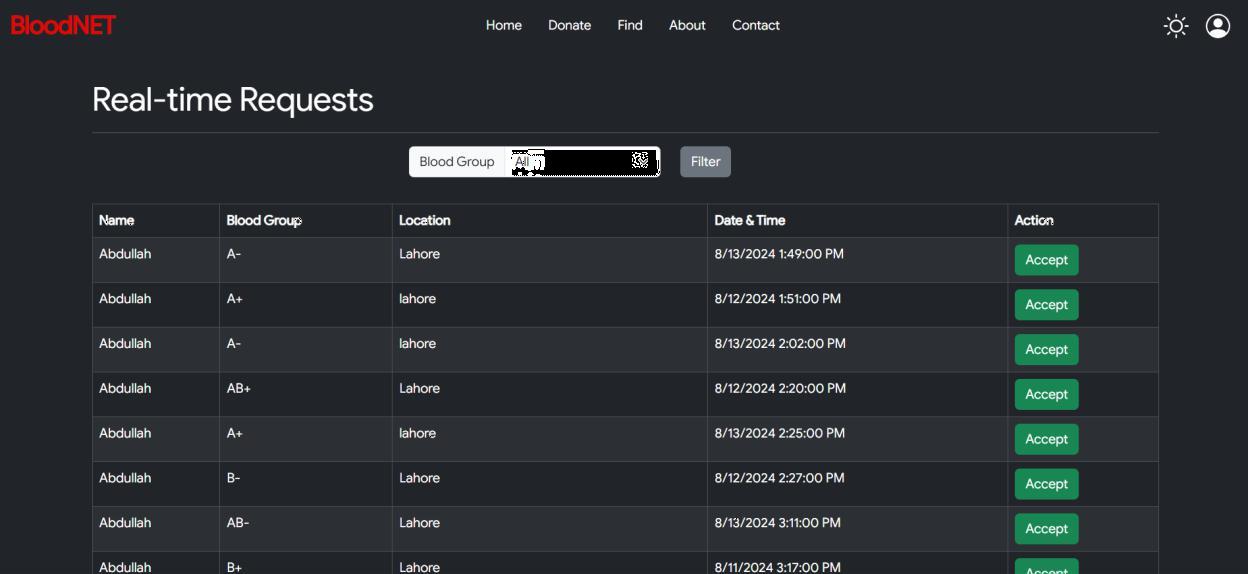 BloodNET
Home Donate Find About Contact
Real-time Requests
Blood Group All Filter
Name Blood Group Location Date & Time Action
Abdullah A- Lahore 8/13/2024 1:49:00 PM Accept
Abdullah A+ lahore 8/12/2024 1:51:00 PM Accept
Abdullah A- lahore 8/13/2024 2:02:00 PM Accept
Abdullah AB+ Lahore 8/12/2024 2:20:00 PM Accept
Abdullah A+ lahore 8/13/2024 2:25:00 PM Accept
Abdullah B- Lahore 8/12/2024 2:27:00 PM Accept
Abdullah AB- Lahore 8/13/2024 3:11:00 PM Accept
Abdullah B+ Lahore 8/11/2024 3:17:00 PM Accept